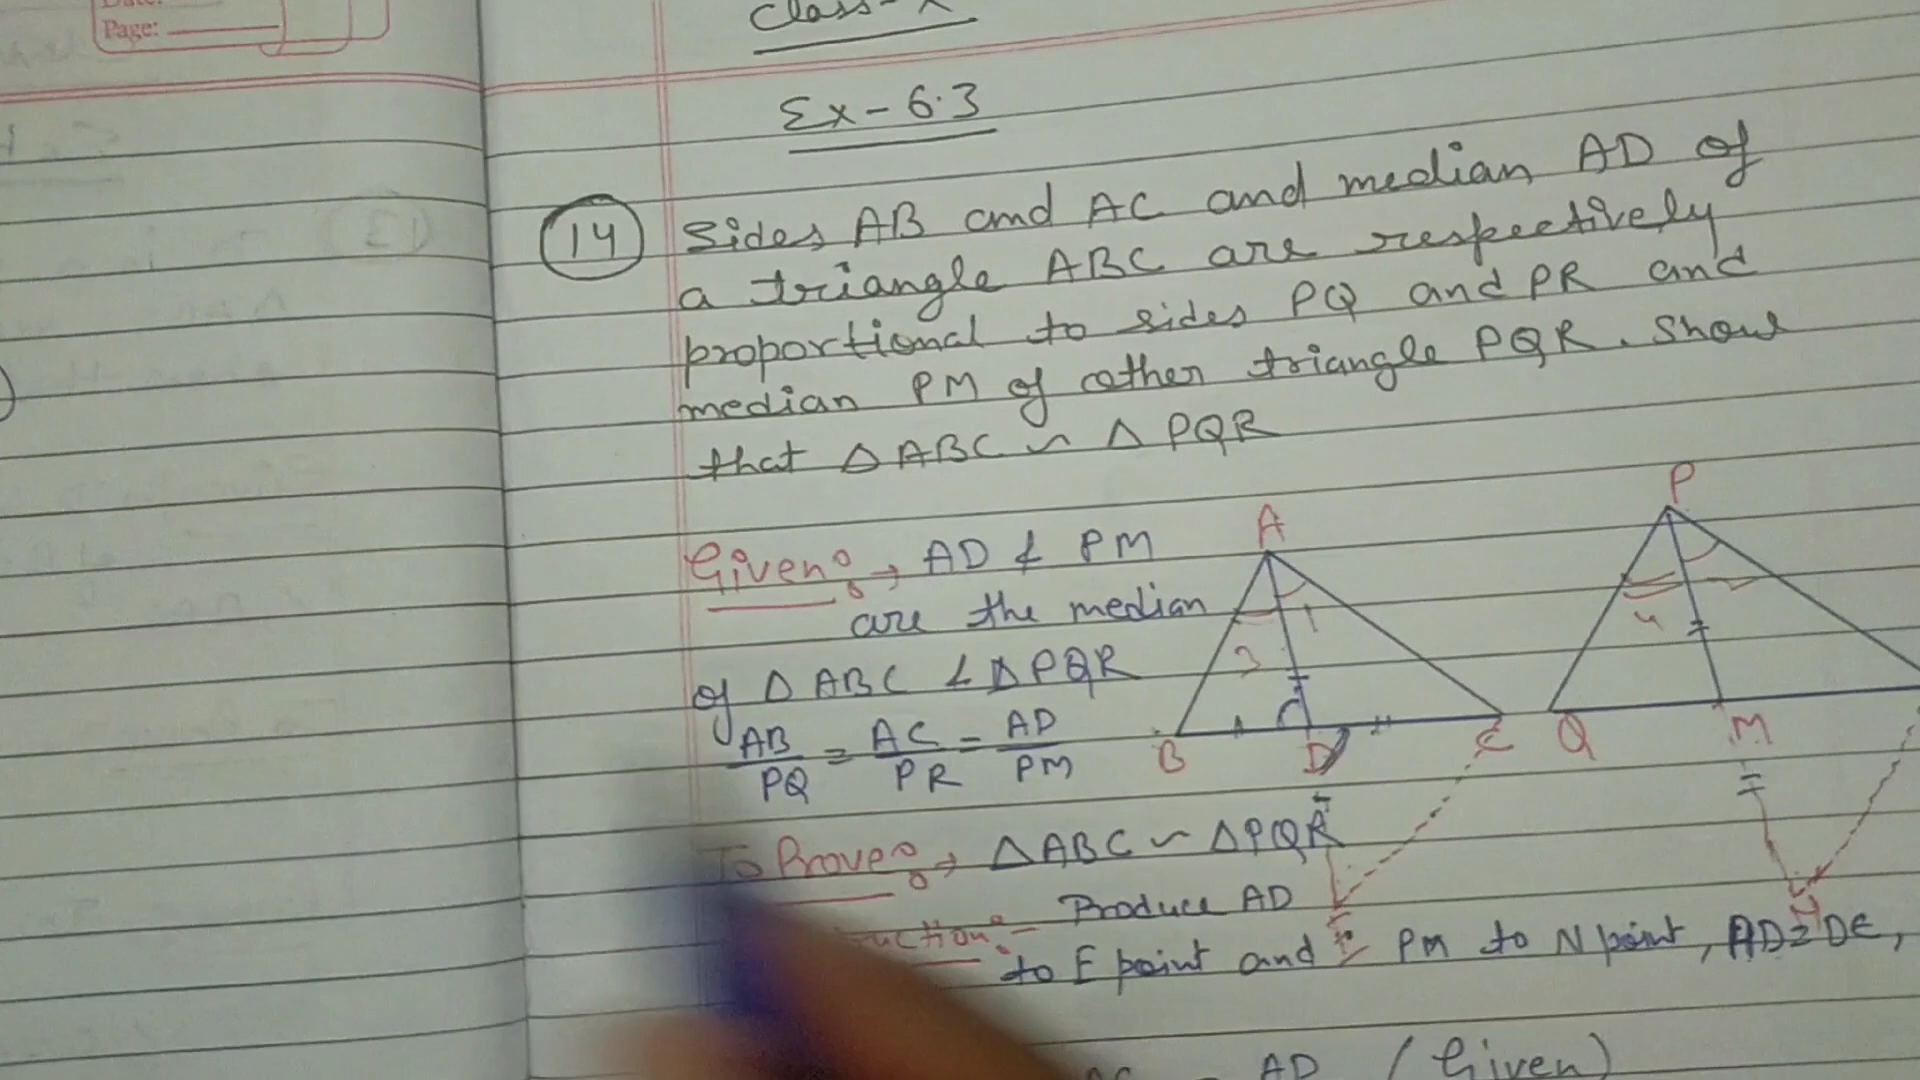 Page:
Class-X
Ex-6.3
14 Sides AB and AC and median AD of
a triangle ABC are respectively
proportional to sides PQ and PR and
median PM of other triangle PQR. Show
that △ABC ~ △PQR
Given:→ AD & PM
are the median
of △ABC & △PQR
AB/PQ = AC/PR = AD/PM
A
1
3
B D C
P
4
Q M
To Prove:→ △ABC ~ △PQR
Produce AD
to E point and PM to N point, AD=DE,
AD (Given)